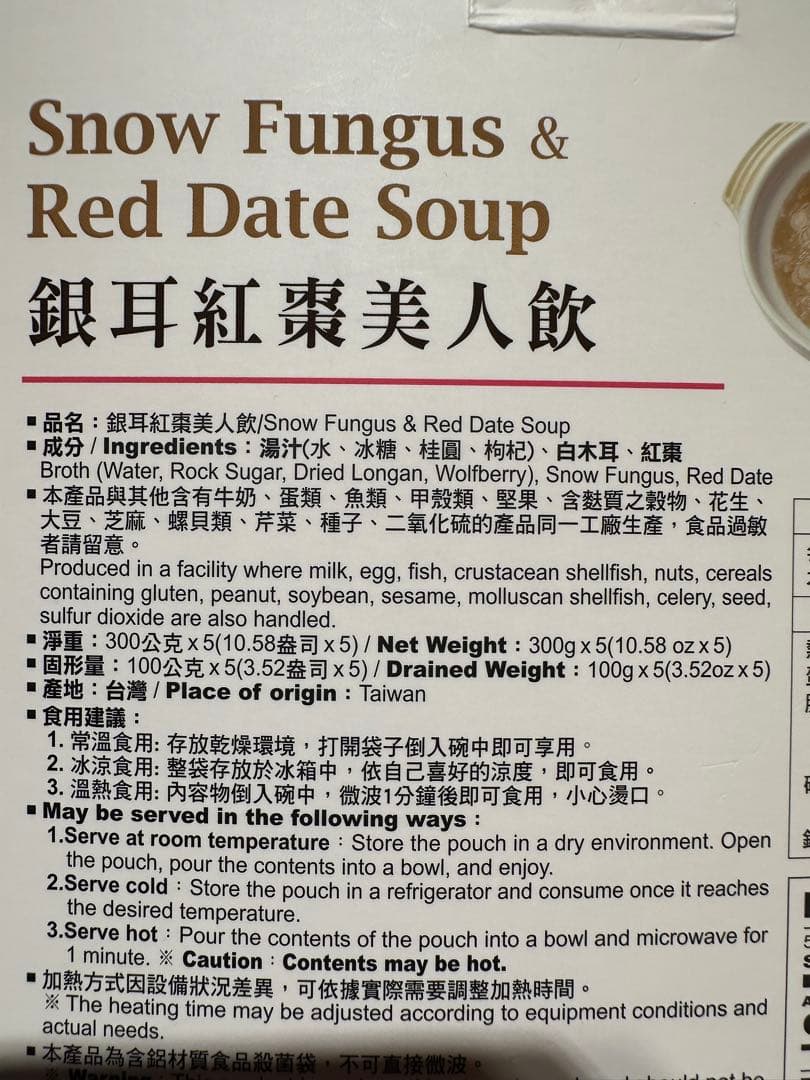 Snow Fungus &
Red Date Soup
銀耳紅棗美人飲
▪品名：銀耳紅棗美人飲/Snow Fungus & Red Date Soup
▪成分 / Ingredients：湯汁(水、冰糖、桂圓、枸杞)、白木耳、紅棗
Broth (Water, Rock Sugar, Dried Longan, Wolfberry), Snow Fungus, Red Date
▪本產品與其他含有牛奶、蛋類、魚類、甲殼類、堅果、含麩質之穀物、花生、
大豆、芝麻、螺貝類、芹菜、種子、二氧化硫的產品同一工廠生產，食品過敏
者請留意。
Produced in a facility where milk, egg, fish, crustacean shellfish, nuts, cereals
containing gluten, peanut, soybean, sesame, molluscan shellfish, celery, seed,
sulfur dioxide are also handled.
▪淨重：300公克 x 5(10.58盎司 x 5) / Net Weight：300g x 5(10.58 oz x 5)
▪固形量：100公克 x 5(3.52盎司 x 5) / Drained Weight：100g x 5(3.52oz x 5)
▪產地：台灣 / Place of origin：Taiwan
▪食用建議：
1. 常溫食用: 存放乾燥環境，打開袋子倒入碗中即可享用。
2. 冰涼食用: 整袋存放於冰箱中，依自己喜好的涼度，即可食用。
3. 溫熱食用: 內容物倒入碗中，微波1分鐘後即可食用，小心燙口。
▪May be served in the following ways：
1.Serve at room temperature：Store the pouch in a dry environment. Open
the pouch, pour the contents into a bowl, and enjoy.
2.Serve cold：Store the pouch in a refrigerator and consume once it reaches
the desired temperature.
3.Serve hot：Pour the contents of the pouch into a bowl and microwave for
1 minute. ※ Caution：Contents may be hot.
▪加熱方式因設備狀況差異，可依據實際需要調整加熱時間。
※ The heating time may be adjusted according to equipment conditions and
actual needs.
▪本產品為含鋁材質食品殺菌袋，不可直接微波。